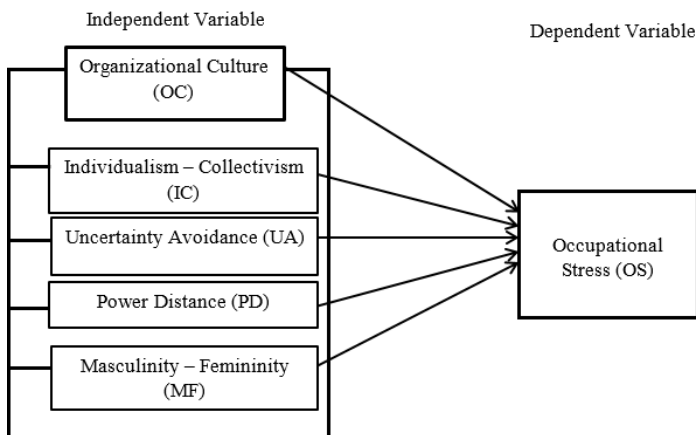 Independent Variable
Dependent Variable
Organizational Culture
(OC)
Individualism – Collectivism
(IC)
Uncertainty Avoidance (UA)
Power Distance (PD)
Masculinity – Femininity
(MF)
Occupational
Stress (OS)